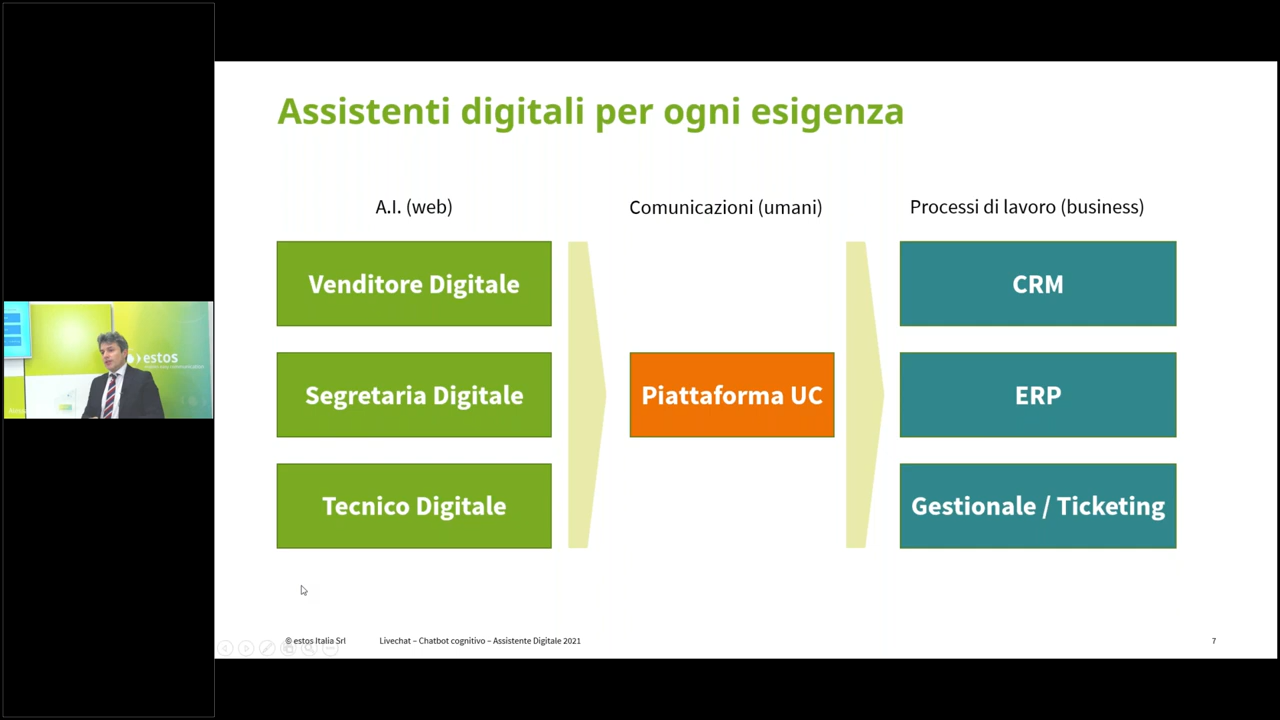 Assistenti digitali per ogni esigenza
A.I. (web)
Comunicazioni (umani)
Processi di lavoro (business)
Venditore Digitale
CRM
Segretaria Digitale
Piattaforma UC
ERP
Tecnico Digitale
Gestionale / Ticketing
estos
© estos Italia Srl
Livechat – Chatbot cognitivo – Assistente Digitale 2021
7